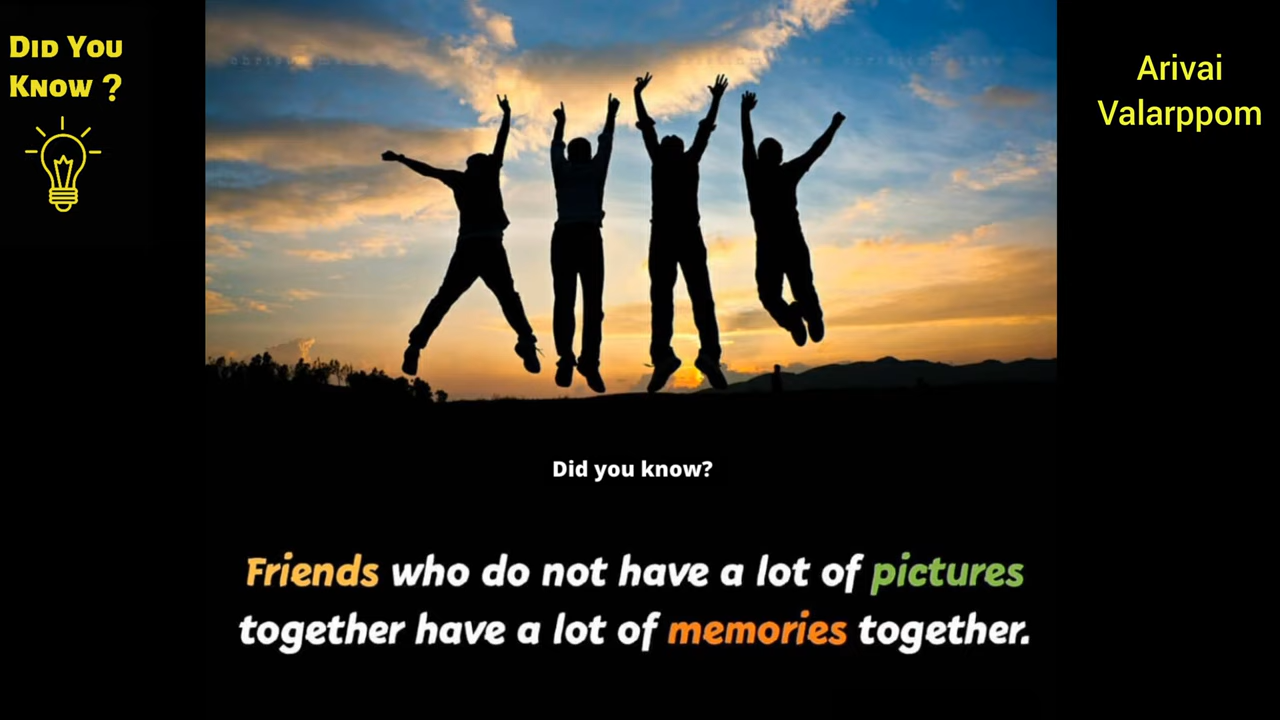 Did You
Know ?
Arivai
Valarppom
Did you know?
Friends who do not have a lot of pictures
together have a lot of memories together.